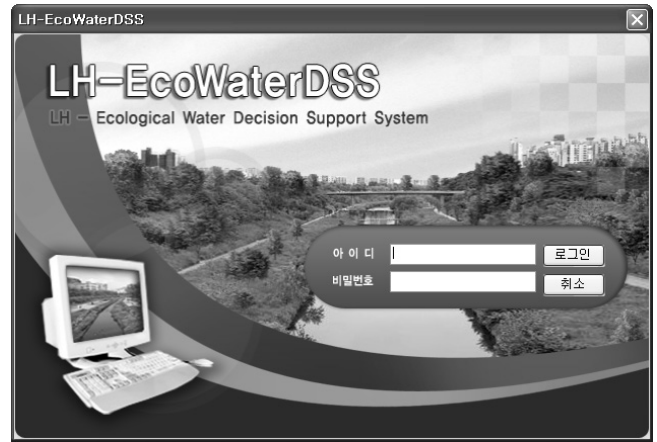 LH-EcoWaterDSS
LH-EcoWaterDSS
LH - Ecological Water Decision Support System
아 이 디
로그인
비밀번호
취소